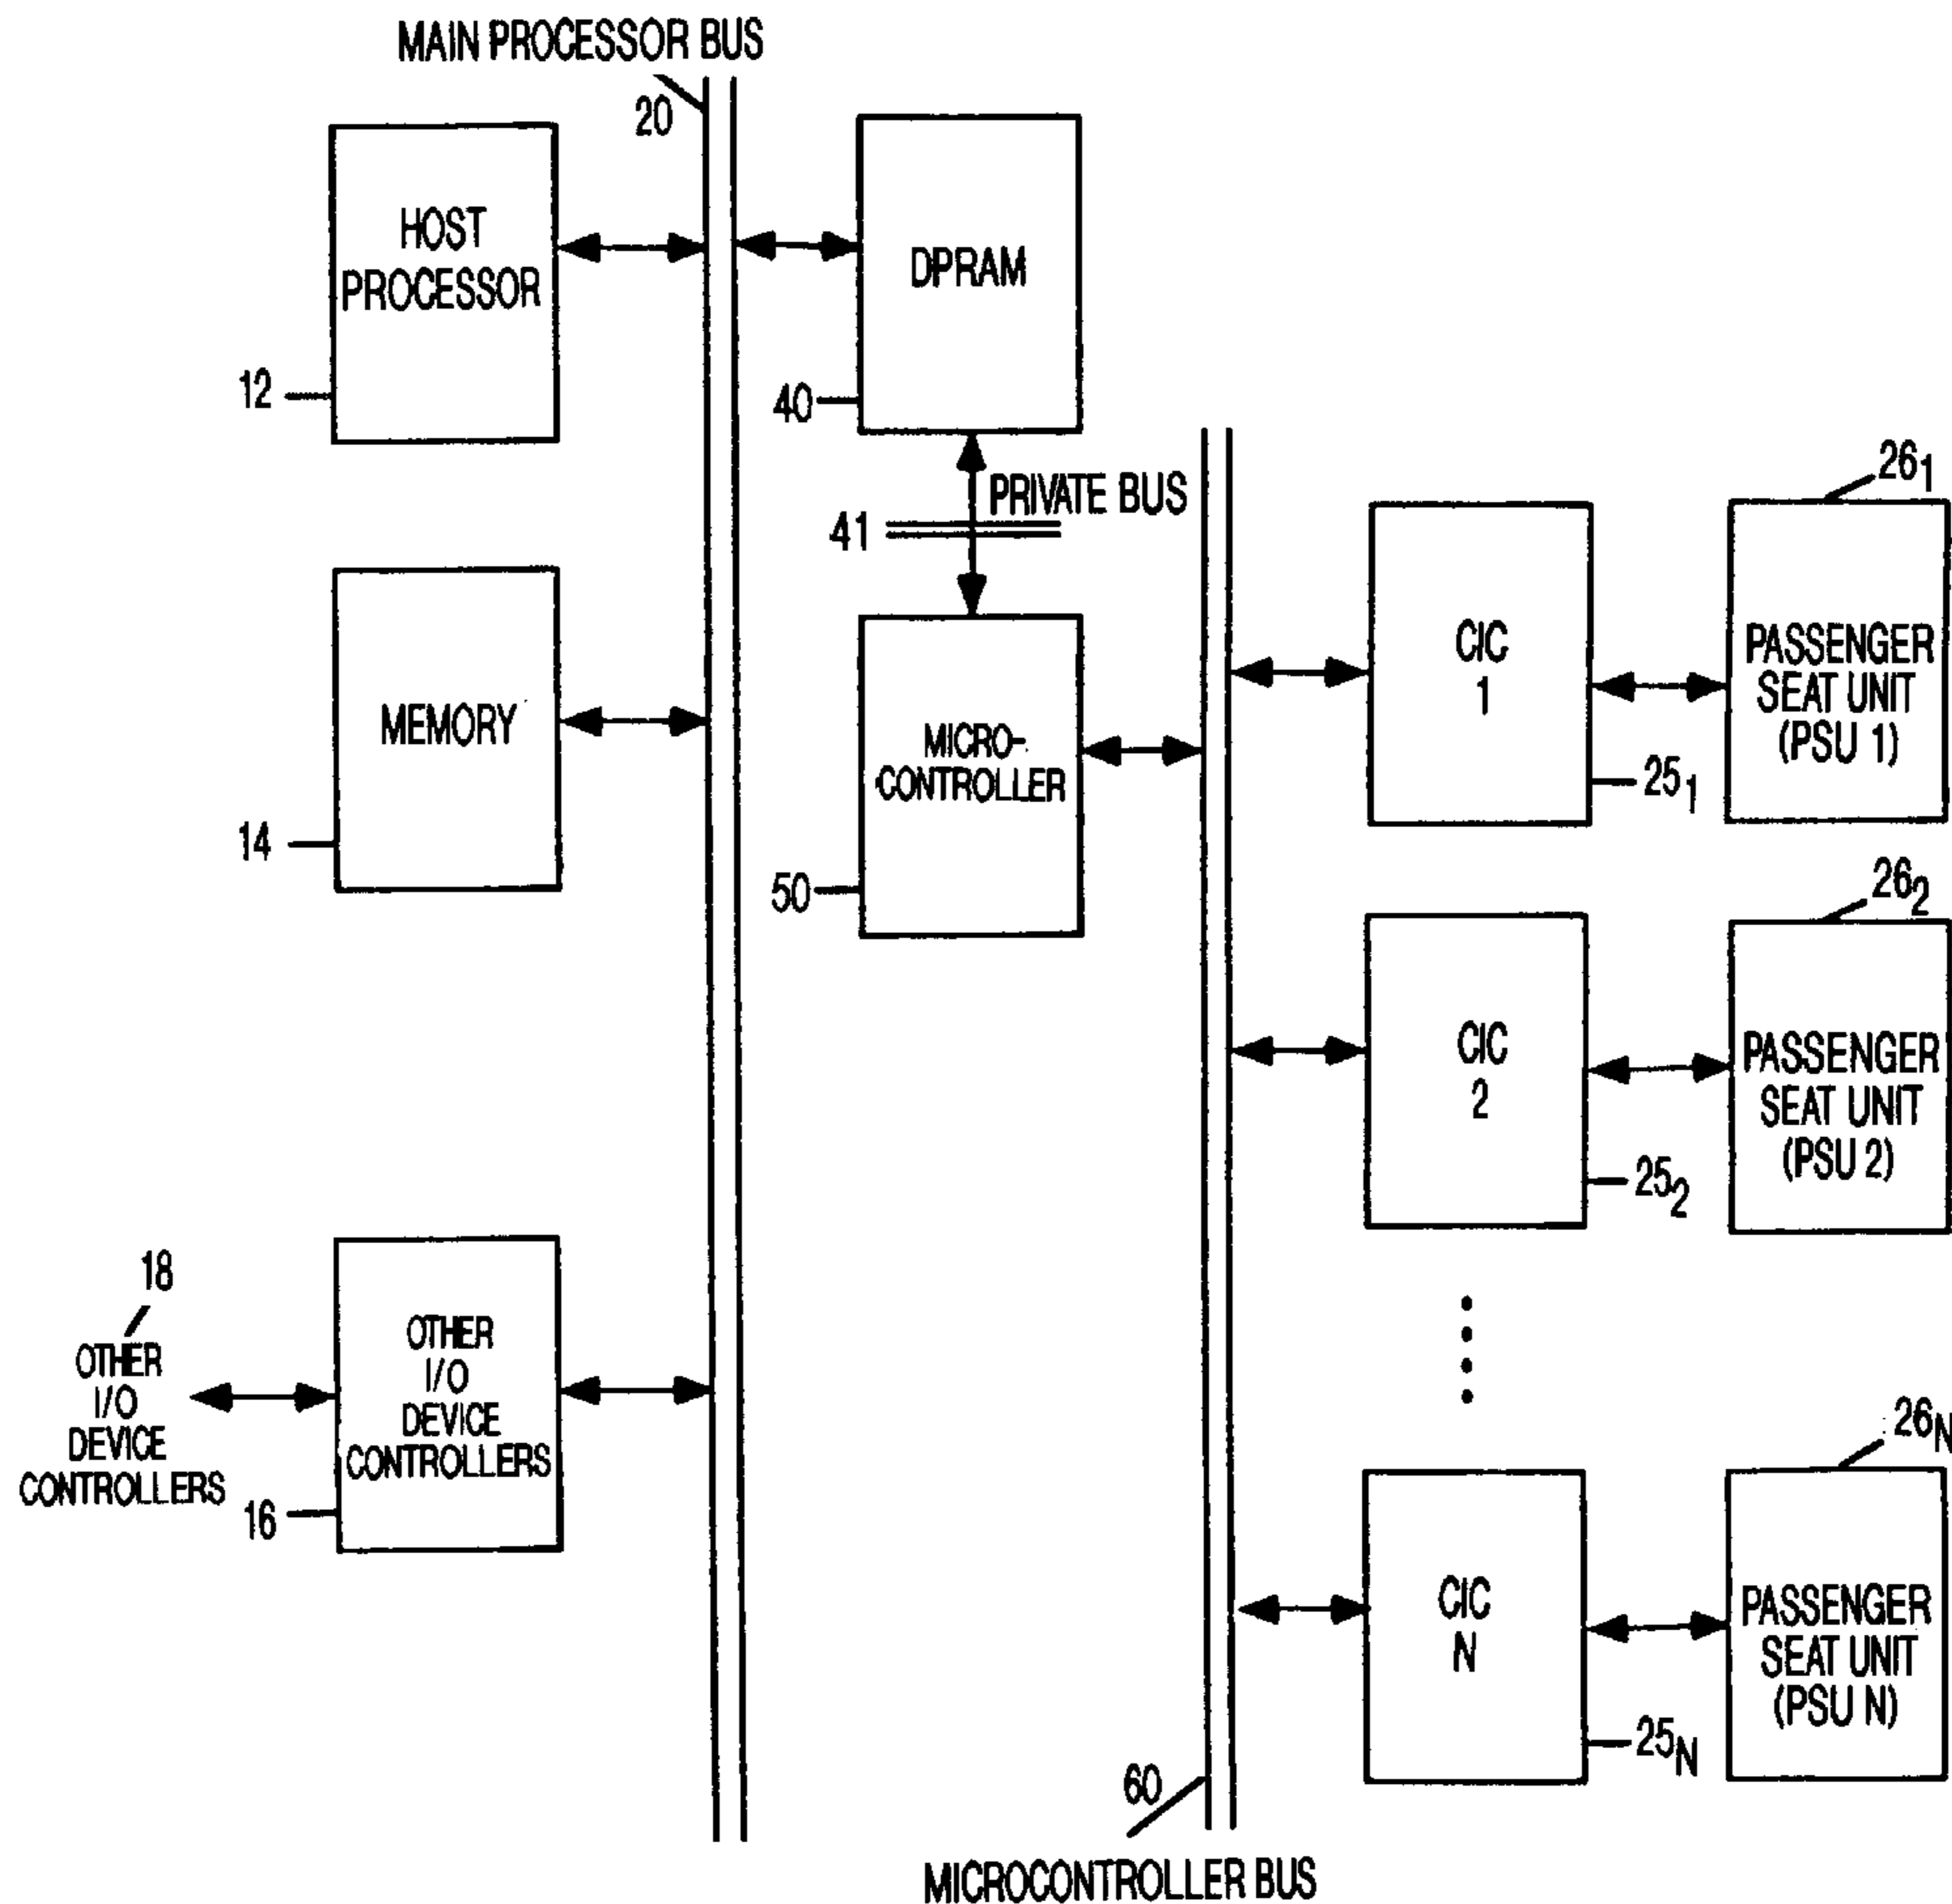 MAIN PROCESSOR BUS
20
HOST
PROCESSOR
12
DPRAM
40
PRIVATE BUS
41
MEMORY
14
MICRO-
CONTROLLER
50
CIC
1
25₁
26₁
PASSENGER
SEAT UNIT
(PSU 1)
CIC
2
25₂
26₂
PASSENGER
SEAT UNIT
(PSU 2)
18
OTHER
I/O
DEVICE
CONTROLLERS
OTHER
I/O
DEVICE
CONTROLLERS
16
CIC
N
25N
26N
PASSENGER
SEAT UNIT
(PSU N)
60
MICROCONTROLLER BUS